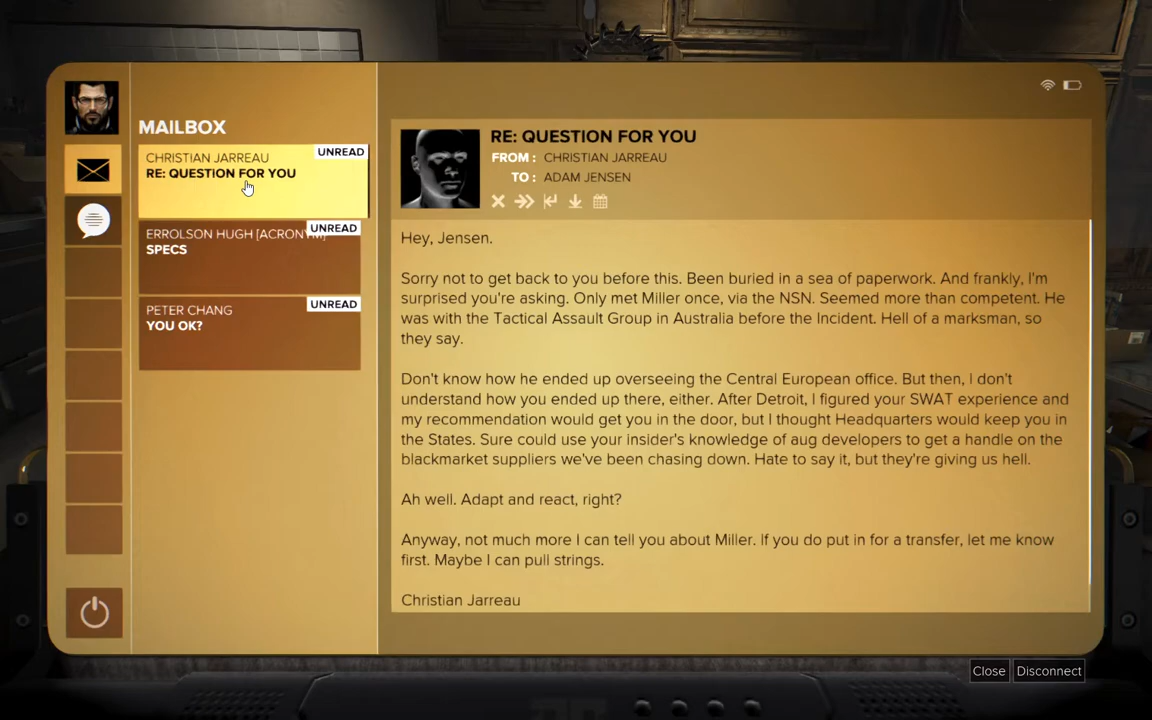 MAILBOX
CHRISTIAN JARREAU
UNREAD
RE: QUESTION FOR YOU
ERROLSON HUGH [ACRONYM]
UNREAD
SPECS
PETER CHANG
UNREAD
YOU OK?
RE: QUESTION FOR YOU
FROM : CHRISTIAN JARREAU
TO : ADAM JENSEN
Hey, Jensen.
Sorry not to get back to you before this. Been buried in a sea of paperwork. And frankly, I'm
surprised you're asking. Only met Miller once, via the NSN. Seemed more than competent. He
was with the Tactical Assault Group in Australia before the Incident. Hell of a marksman, so
they say.
Don't know how he ended up overseeing the Central European office. But then, I don't
understand how you ended up there, either. After Detroit, I figured your SWAT experience and
my recommendation would get you in the door, but I thought Headquarters would keep you in
the States. Sure could use your insider's knowledge of aug developers to get a handle on the
blackmarket suppliers we've been chasing down. Hate to say it, but they're giving us hell.
Ah well. Adapt and react, right?
Anyway, not much more I can tell you about Miller. If you do put in for a transfer, let me know
first. Maybe I can pull strings.
Christian Jarreau
Close
Disconnect